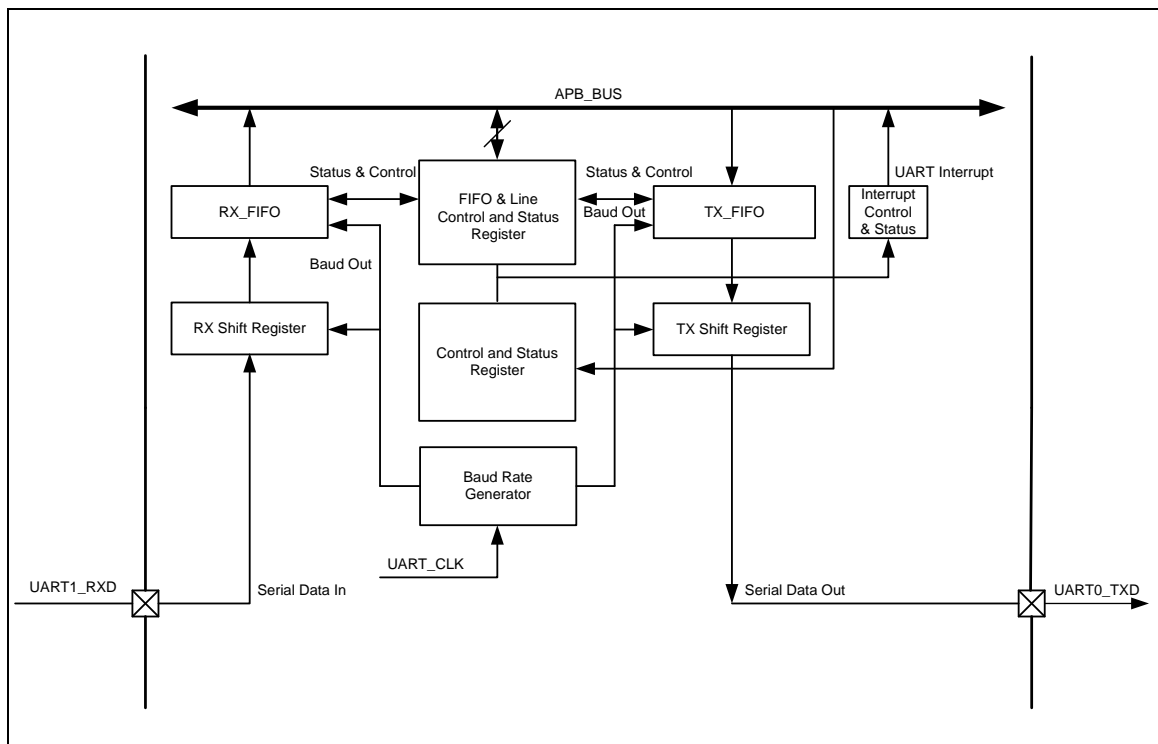 APB_BUS
Status & Control
Status & Control
UART Interrupt
RX_FIFO
FIFO & Line
Control and Status
Register
Baud Out
TX_FIFO
Interrupt
Control
& Status
Baud Out
RX Shift Register
Control and Status
Register
TX Shift Register
Baud Rate
Generator
UART_CLK
UART1_RXD
Serial Data In
Serial Data Out
UART0_TXD